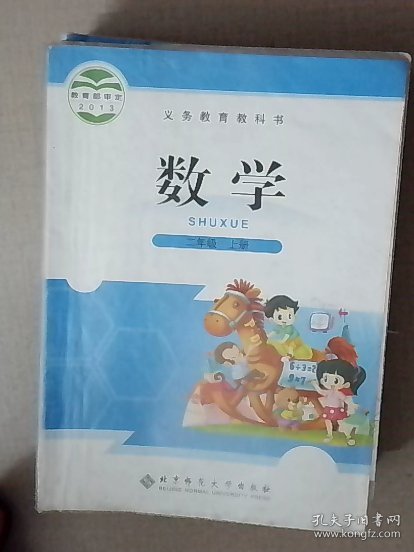 教育部审定
2013
义务教育教科书
数学
SHUXUE
二年级 上册
6+3=2
9+7=
北京师范大学出版社
BEIJING NORMAL UNIVERSITY PRESS
孔夫子旧书网
www.kongfz.com